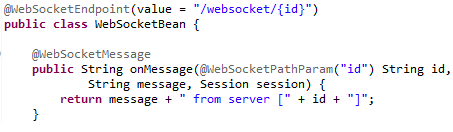 @WebSocketEndpoint(value = "/websocket/{id}")
public class WebSocketBean {
@WebSocketMessage
public String onMessage(@WebSocketPathParam("id") String id,
String message, Session session) {
return message + " from server [" + id + "]";
}